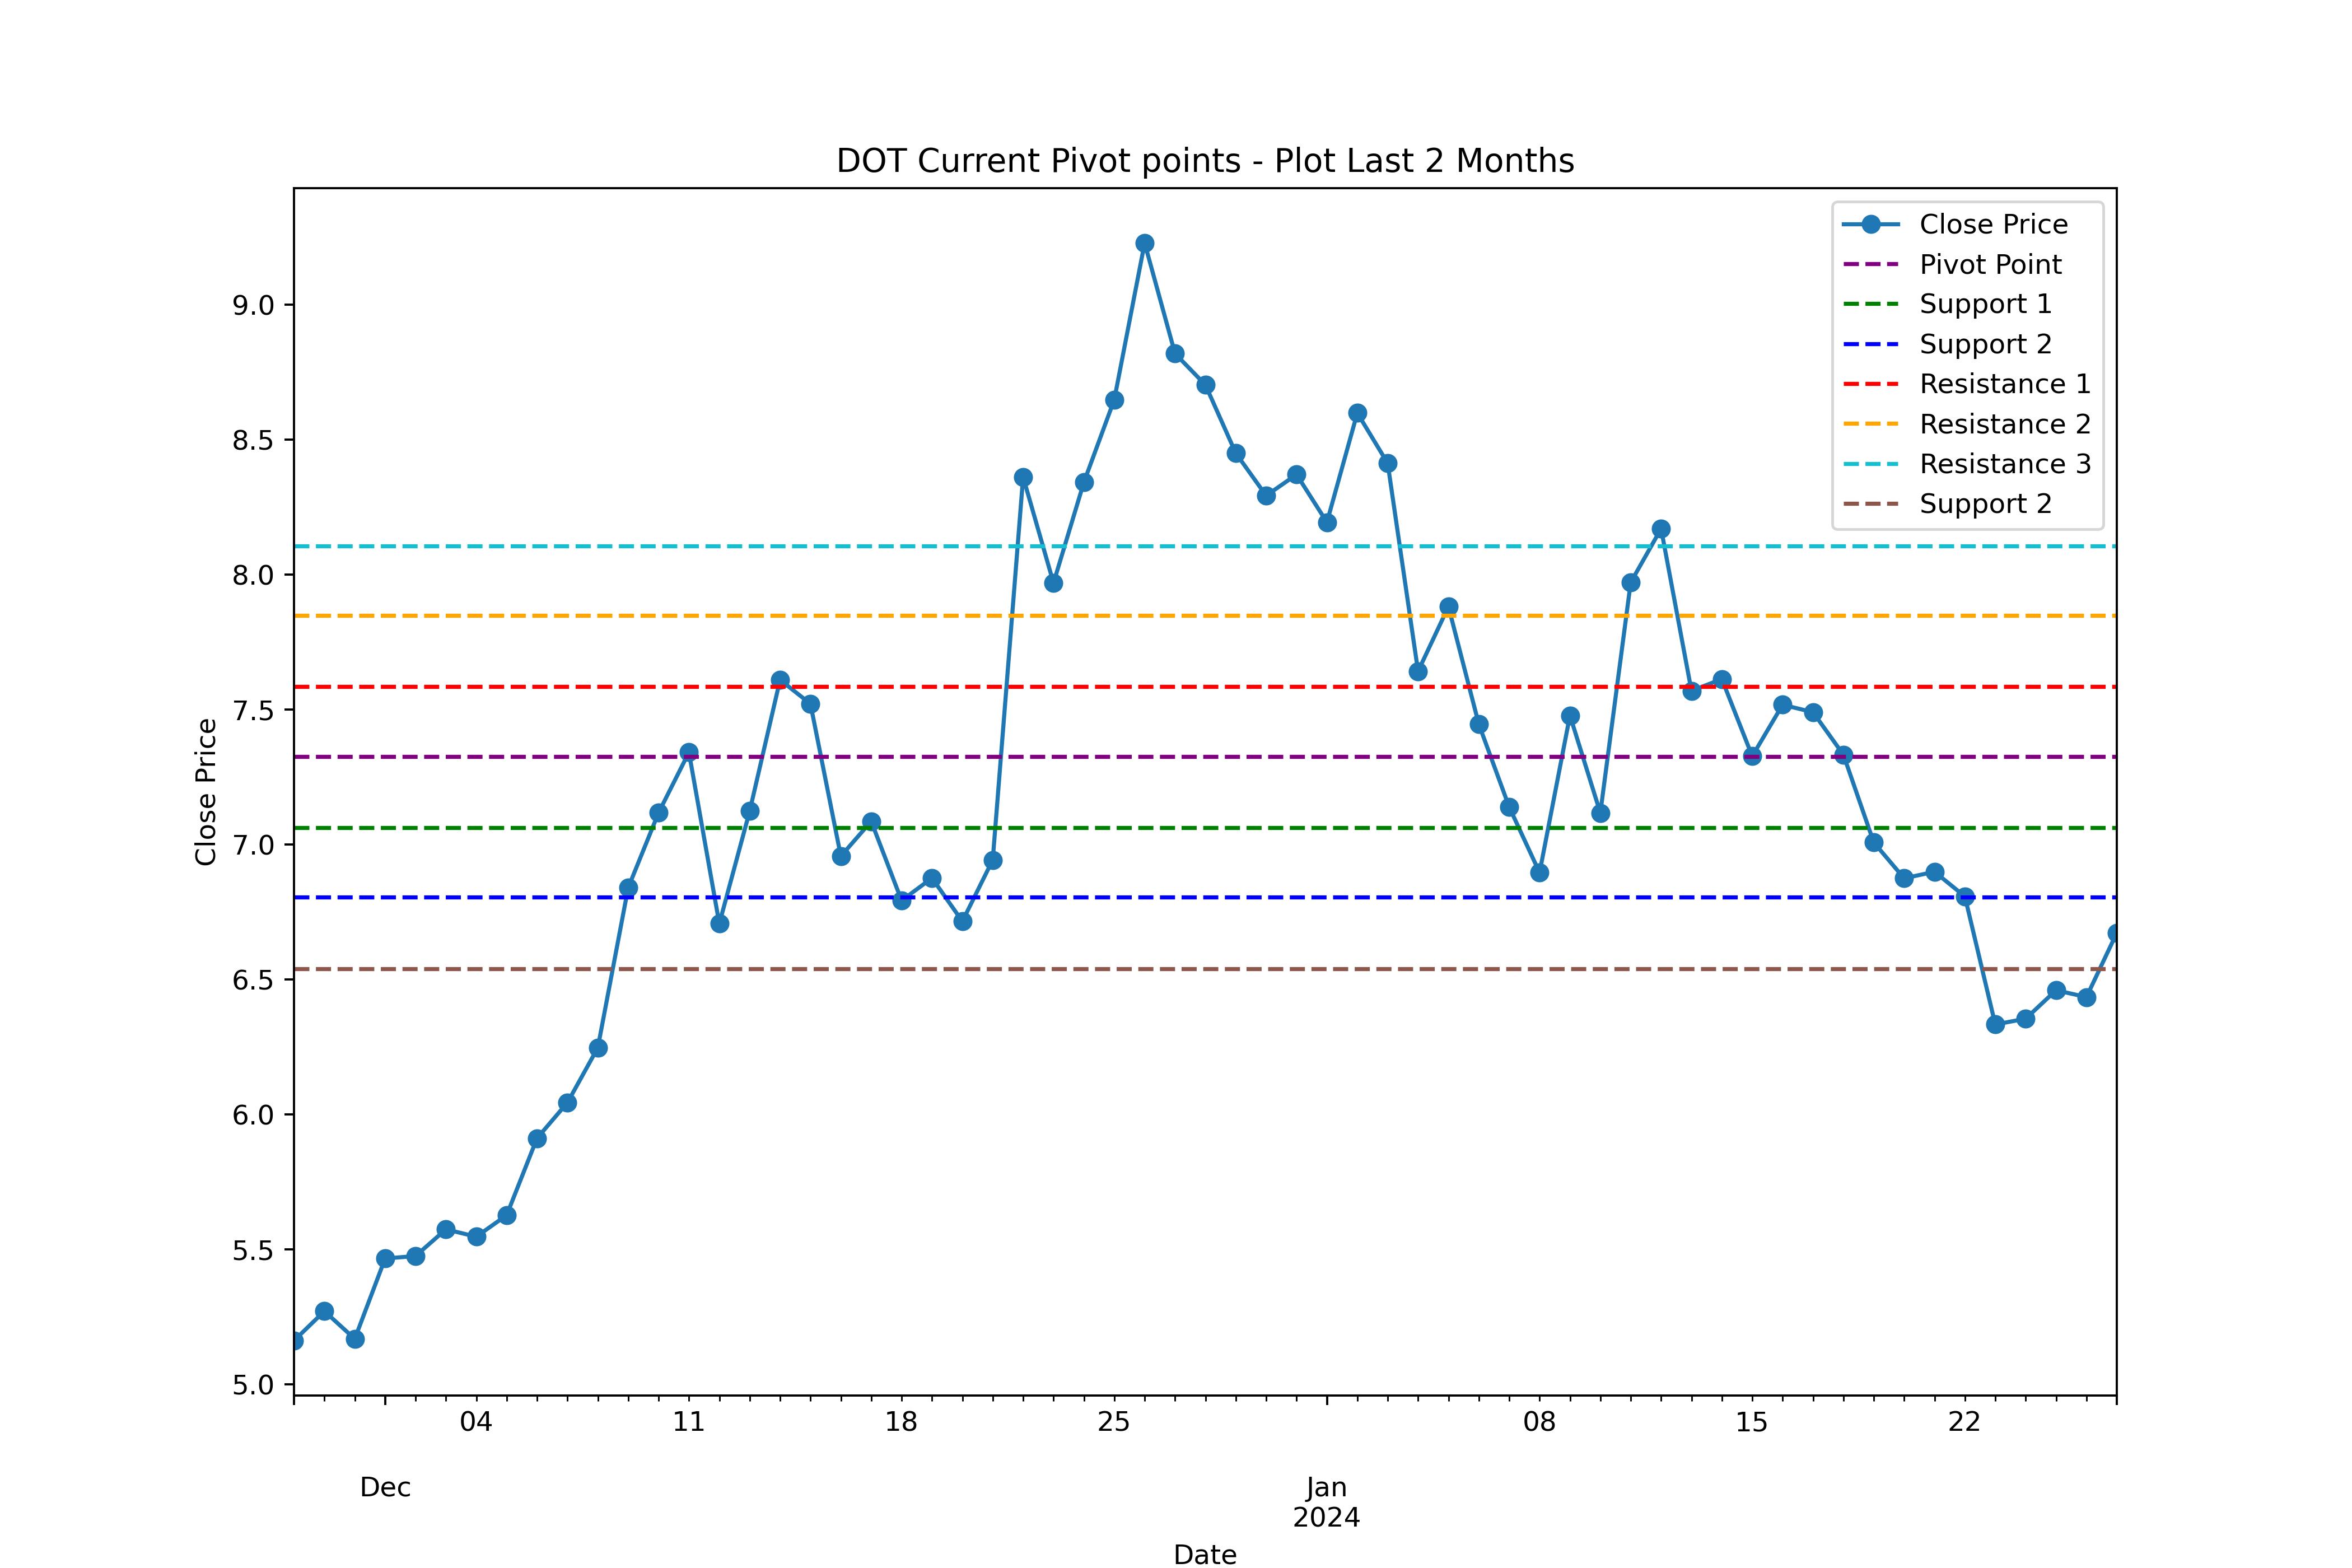 DOT Current Pivot points - Plot Last 2 Months
Close Price
Pivot Point
Support 1
Support 2
Resistance 1
Resistance 2
Resistance 3
Support 2
9.0
8.5
8.0
7.5
7.0
6.5
6.0
5.5
5.0
Close Price
04 11 18 25 08 15 22
Dec Jan
2024
Date